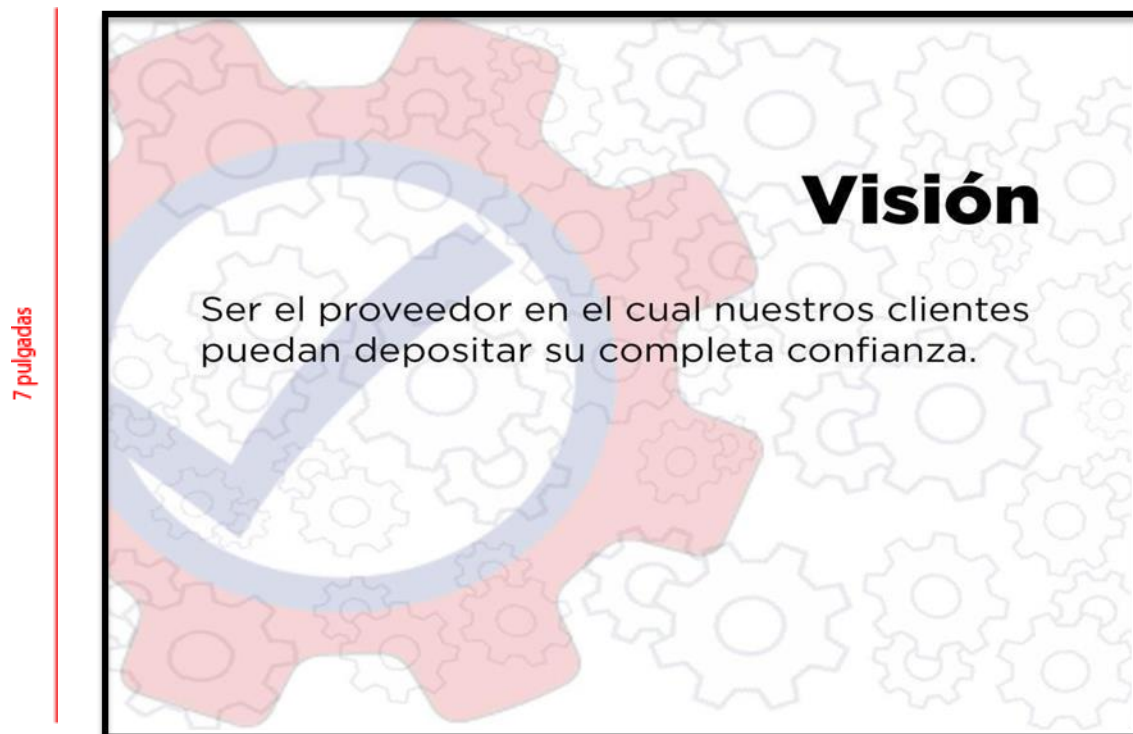 7 pulgadas
Visión
Ser el proveedor en el cual nuestros clientes
puedan depositar su completa confianza.